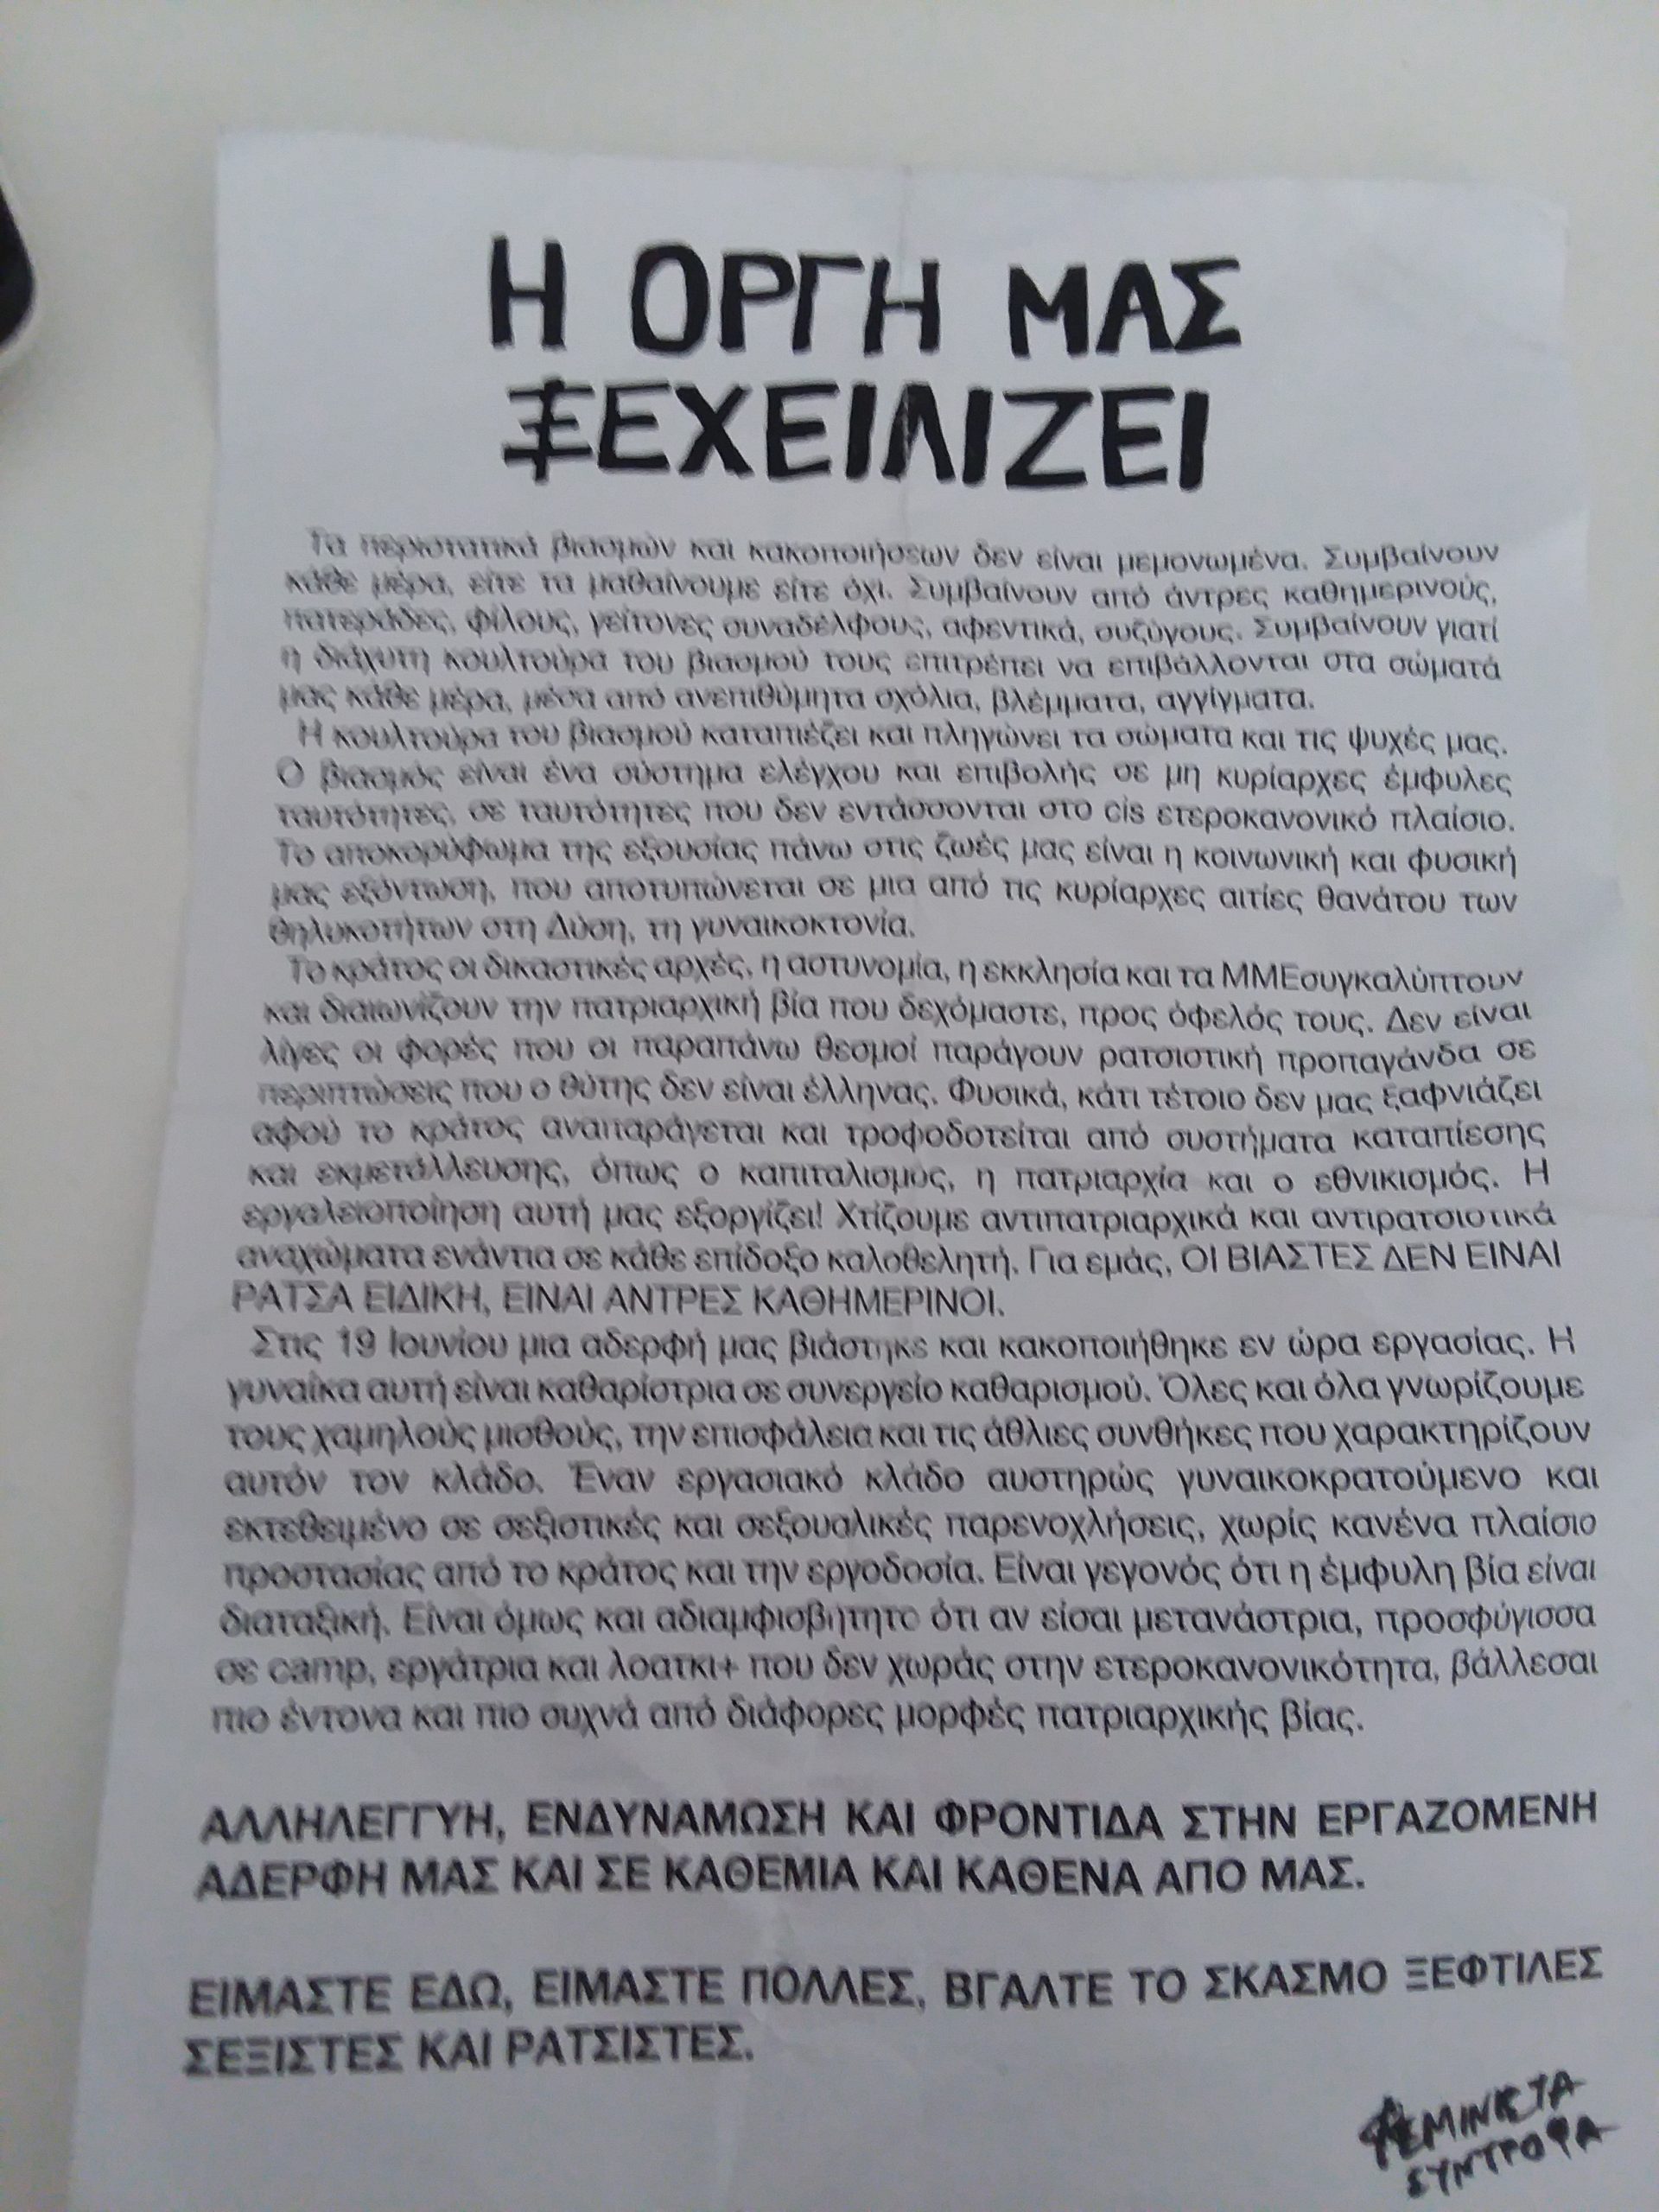 Η ΟΡΓΗ ΜΑΣ
ΞΕΧΕΙΛΙΖΕΙ
Τα περιστατικά βιασμών και κακοποιήσεων δεν είναι μεμονωμένα. Συμβαίνουν
κάθε μέρα, είτε τα μαθαίνουμε είτε όχι. Συμβαίνουν από άντρες καθημερινούς,
πατεράδες, φίλους, γείτονες συναδέλφους, αφεντικά, συζύγους. Συμβαίνουν γιατί
η διάχυτη κουλτούρα του βιασμού τους επιτρέπει να επιβάλλονται στα σώματά
μας κάθε μέρα, μέσα από ανεπιθύμητα σχόλια, βλέμματα, αγγίγματα.
Η κουλτούρα του βιασμού καταπιέζει και πληγώνει τα σώματα και τις ψυχές μας.
Ο βιασμός είναι ένα σύστημα ελέγχου και επιβολής σε μη κυρίαρχες έμφυλες
ταυτότητες, σε ταυτότητες που δεν εντάσσονται στο cis ετεροκανονικό πλαίσιο.
Το αποκορύφωμα της εξουσίας πάνω στις ζωές μας είναι η κοινωνική και φυσική
μας εξόντωση, που αποτυπώνεται σε μια από τις κυρίαρχες αιτίες θανάτου των
θηλυκοτήτων στη Δύση, τη γυναικοκτονία.
Το κράτος οι δικαστικές αρχές, η αστυνομία, η εκκλησία και τα ΜΜΕσυγκαλύπτουν
και διαιωνίζουν την πατριαρχική βία που δεχόμαστε, προς όφελός τους. Δεν είναι
λίγες οι φορές που οι παραπάνω θεσμοί παράγουν ρατσιστική προπαγάνδα σε
περιπτώσεις που ο θύτης δεν είναι έλληνας. Φυσικά, κάτι τέτοιο δεν μας ξαφνιάζει
αφού το κράτος αναπαράγεται και τροφοδοτείται από συστήματα καταπίεσης
και εκμετάλλευσης, όπως ο καπιταλισμός, η πατριαρχία και ο εθνικισμός. Η
εργαλειοποίηση αυτή μας εξοργίζει! Χτίζουμε αντιπατριαρχικά και αντιρατσιστικά
αναχώματα ενάντια σε κάθε επίδοξο καλοθελητή. Για εμάς, ΟΙ ΒΙΑΣΤΕΣ ΔΕΝ ΕΙΝΑΙ
ΡΑΤΣΑ ΕΙΔΙΚΗ, ΕΙΝΑΙ ΑΝΤΡΕΣ ΚΑΘΗΜΕΡΙΝΟΙ.
Στις 19 Ιουνίου μια αδερφή μας βιάστηκε και κακοποιήθηκε εν ώρα εργασίας. Η
γυναίκα αυτή είναι καθαρίστρια σε συνεργείο καθαρισμού. Όλες και όλα γνωρίζουμε
τους χαμηλούς μισθούς, την επισφάλεια και τις άθλιες συνθήκες που χαρακτηρίζουν
αυτόν τον κλάδο. Έναν εργασιακό κλάδο αυστηρώς γυναικοκρατούμενο και
εκτεθειμένο σε σεξιστικές και σεξουαλικές παρενοχλήσεις, χωρίς κανένα πλαίσιο
προστασίας από το κράτος και την εργοδοσία. Είναι γεγονός ότι η έμφυλη βία είναι
διαταξική. Είναι όμως και αδιαμφισβήτητο ότι αν είσαι μετανάστρια, προσφύγισσα
σε camp, εργάτρια και λοατκι+ που δεν χωράς στην ετεροκανονικότητα, βάλλεσαι
πιο έντονα και πιο συχνά από διάφορες μορφές πατριαρχικής βίας.
ΑΛΛΗΛΕΓΓΥΗ, ΕΝΔΥΝΑΜΩΣΗ ΚΑΙ ΦΡΟΝΤΙΔΑ ΣΤΗΝ ΕΡΓΑΖΟΜΕΝΗ
ΑΔΕΡΦΗ ΜΑΣ ΚΑΙ ΣΕ ΚΑΘΕΜΙΑ ΚΑΙ ΚΑΘΕΝΑ ΑΠΟ ΜΑΣ.
ΕΙΜΑΣΤΕ ΕΔΩ, ΕΙΜΑΣΤΕ ΠΟΛΛΕΣ, ΒΓΑΛΤΕ ΤΟ ΣΚΑΣΜΟ ΞΕΦΤΙΛΕΣ
ΣΕΞΙΣΤΕΣ ΚΑΙ ΡΑΤΣΙΣΤΕΣ.
ΦΕΜΙΝΙΣΤΑ
ΣΥΝΤΡΟΦΑ